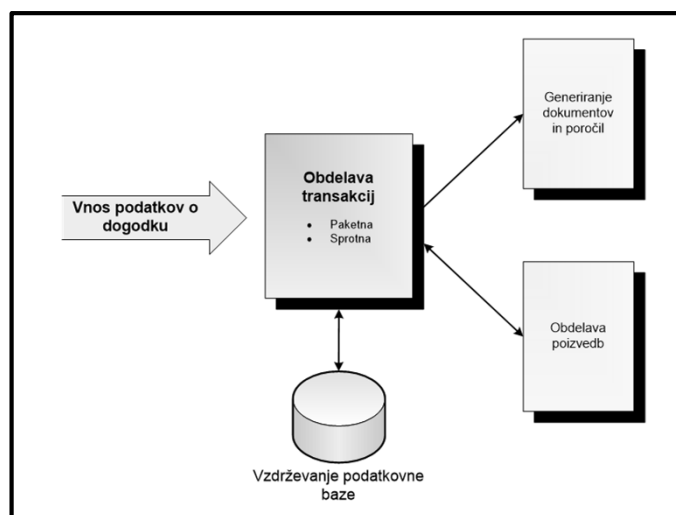 Generiranje
dokumentov
in poročil
Obdelava
transakcij
• Paketna
• Sprotna
Vnos podatkov o
dogodku
Obdelava
poizvedb
Vzdrževanje podatkovne
baze